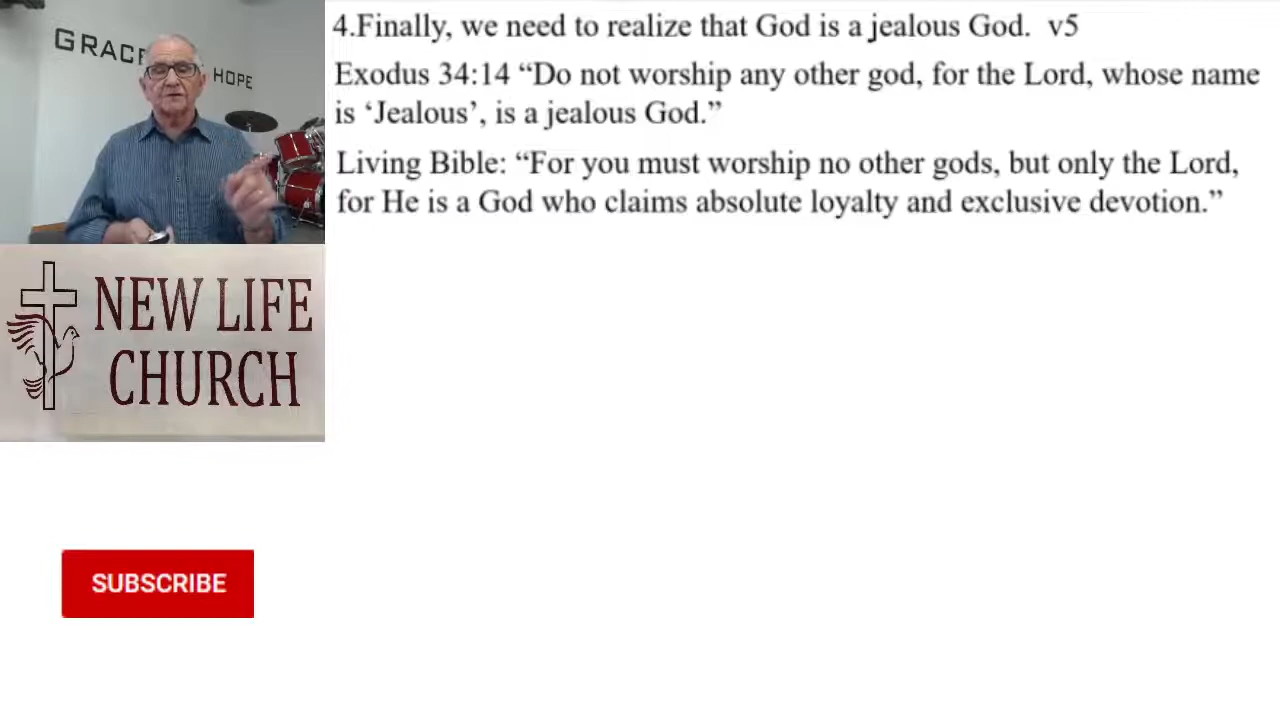 GRACE
HOPE
4.Finally, we need to realize that God is a jealous God. v5
Exodus 34:14 “Do not worship any other god, for the Lord, whose name
is ‘Jealous’, is a jealous God.”
Living Bible: “For you must worship no other gods, but only the Lord,
for He is a God who claims absolute loyalty and exclusive devotion.”
NEW LIFE
CHURCH
SUBSCRIBE